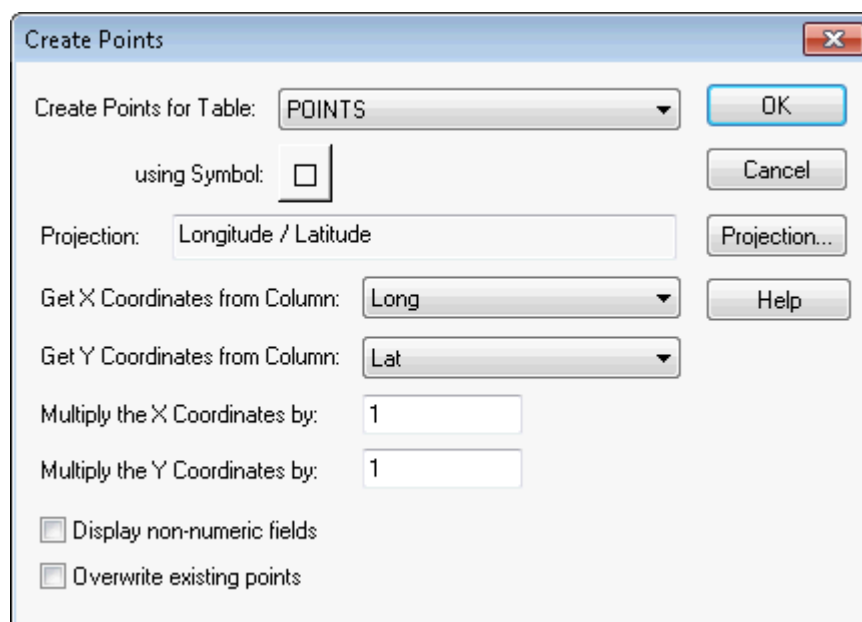 Create Points
Create Points for Table: POINTS OK
using Symbol: Cancel
Projection: Longitude / Latitude Projection...
Get X Coordinates from Column: Long Help
Get Y Coordinates from Column: Lat
Multiply the X Coordinates by: 1
Multiply the Y Coordinates by: 1
Display non-numeric fields
Overwrite existing points